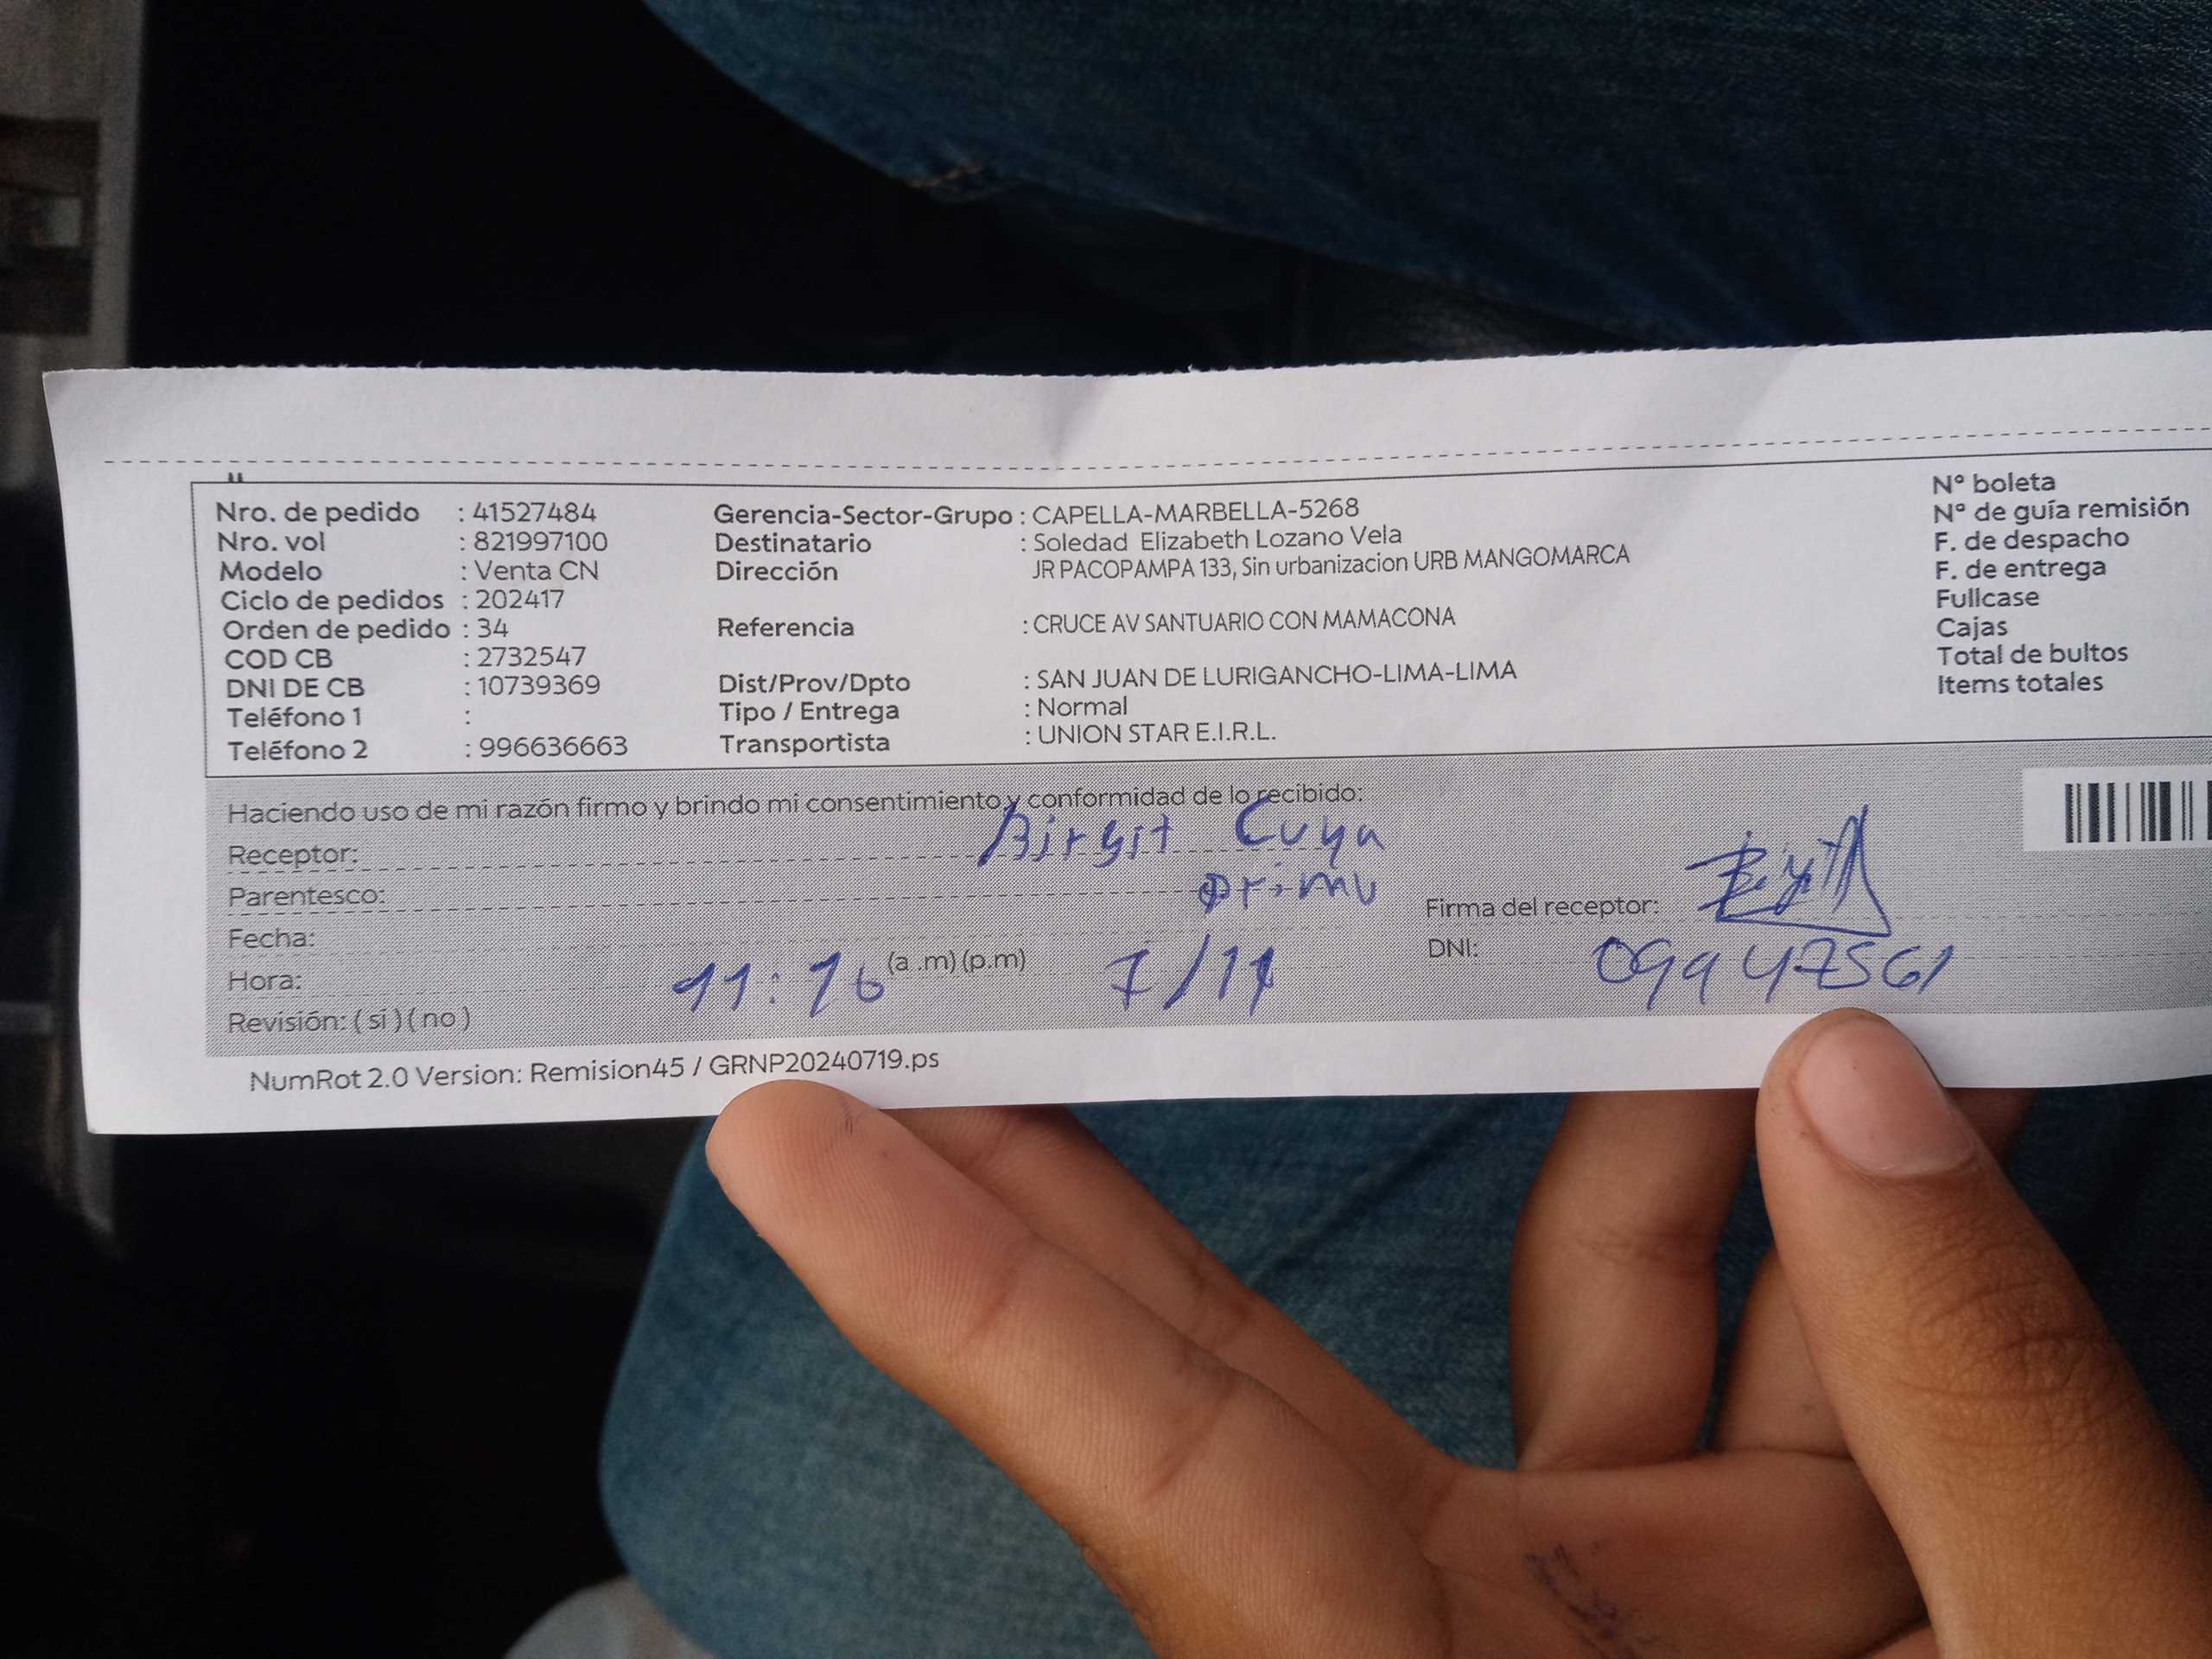 Nro. de pedido : 41527484
Nro. vol : 821997100
Modelo : Venta CN
Ciclo de pedidos : 202417
Orden de pedido : 34
COD CB : 2732547
DNI DE CB : 10739369
Teléfono 1 :
Teléfono 2 : 996636663
Gerencia-Sector-Grupo : CAPELLA-MARBELLA-5268
Destinatario : Soledad Elizabeth Lozano Vela
Dirección JR PACOPAMPA 133, Sin urbanizacion URB MANGOMARCA
Referencia : CRUCE AV SANTUARIO CON MAMACONA
Dist/Prov/Dpto : SAN JUAN DE LURIGANCHO-LIMA-LIMA
Tipo / Entrega : Normal
Transportista : UNION STAR E.I.R.L.
Nº boleta
Nº de guía remisión
F. de despacho
F. de entrega
Fullcase
Cajas
Total de bultos
Items totales
Haciendo uso de mi razón firmo y brindo mi consentimiento y conformidad de lo recibido:
Receptor: Birgit Cuya
Parentesco: prima
Fecha:
Hora: 11:16 (a .m) (p.m) 7/11
Revisión: ( si ) ( no )
Firma del receptor:
DNI: 09947561
NumRot 2.0 Version: Remision45 / GRNP20240719.ps